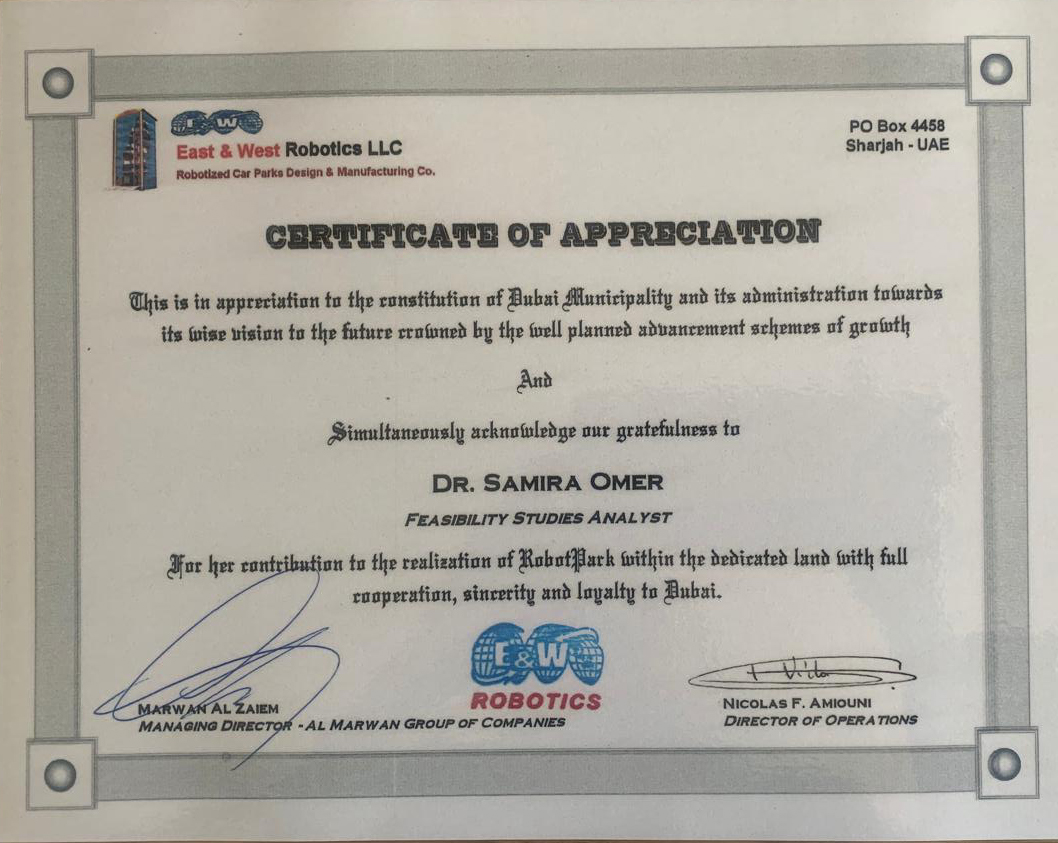 E&W
East & West Robotics LLC
Robotized Car Parks Design & Manufacturing Co.
PO Box 4458
Sharjah - UAE
CERTIFICATE OF APPRECIATION
This is in appreciation to the constitution of Dubai Municipality and its administration towards
its wise vision to the future crowned by the well planned advancement schemes of growth
And
Simultaneously acknowledge our gratefulness to
DR. SAMIRA OMER
FEASIBILITY STUDIES ANALYST
For her contribution to the realization of RobotPark within the dedicated land with full
cooperation, sincerity and loyalty to Dubai.
E&W
ROBOTICS
MARWAN AL ZAIEM
MANAGING DIRECTOR - AL MARWAN GROUP OF COMPANIES
NICOLAS F. AMIOUNI
DIRECTOR OF OPERATIONS